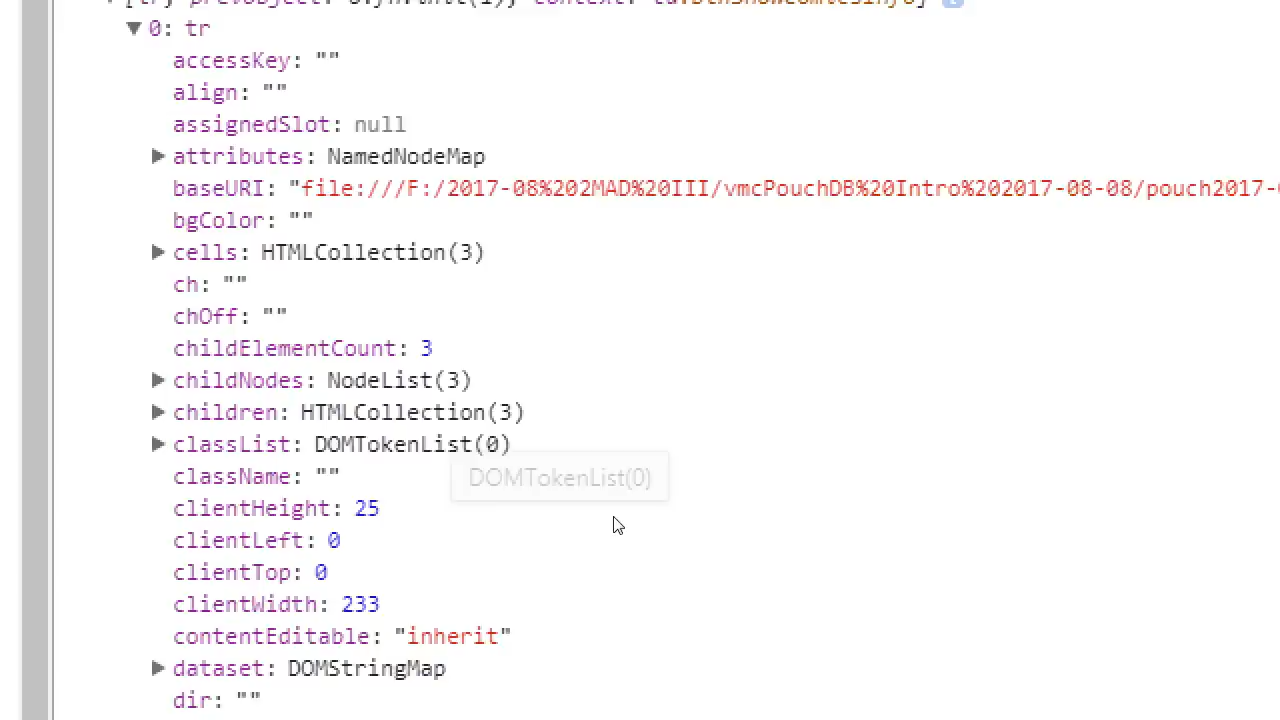 0: tr
accessKey: ""
align: ""
assignedSlot: null
attributes: NamedNodeMap
baseURI: "file:///F:/2017-08%202MAD%20III/vmcPouchDB%20Intro%202017-08-08/pouch2017-
bgColor: ""
cells: HTMLCollection(3)
ch: ""
chOff: ""
childElementCount: 3
childNodes: NodeList(3)
children: HTMLCollection(3)
classList: DOMTokenList(0)
className: ""
DOMTokenList(0)
clientHeight: 25
clientLeft: 0
clientTop: 0
clientWidth: 233
contentEditable: "inherit"
dataset: DOMStringMap
dir: ""